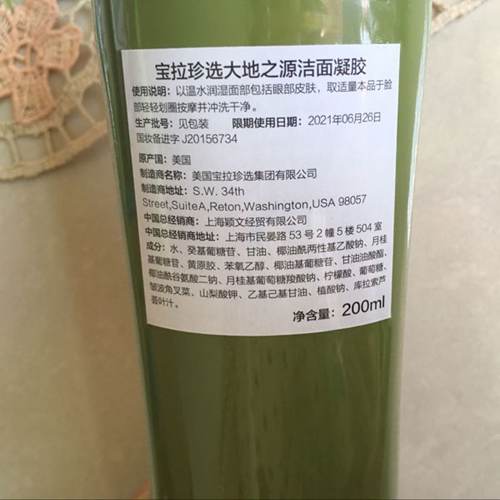 宝拉珍选大地之源洁面凝胶
使用说明：以温水润湿面部包括眼部皮肤，取适量本品于脸
部轻轻划圈按摩并冲洗干净。
生产批号：见包装 限期使用日期：2021年06月26日
国妆备进字 J20156734
原产国：美国
制造商名称：美国宝拉珍选集团有限公司
制造商地址：S.W. 34th
Street,SuiteA,Reton,Washington,USA 98057
中国总经销商：上海颖文经贸有限公司
中国总经销商地址：上海市民晏路 53 号 2 幢 5 楼 504 室
成分：水、癸基葡糖苷、甘油、椰油酰两性基乙酸钠、月桂
基葡糖苷、黄原胶、苯氧乙醇、椰油基葡糖苷、甘油油酸酯、
椰油酰谷氨酸二钠、月桂基葡萄糖羧酸钠、柠檬酸、葡萄糖、
皱波角叉菜、山梨酸钾、乙基己基甘油、植酸钠、库拉索芦
荟叶汁。
净含量：200ml